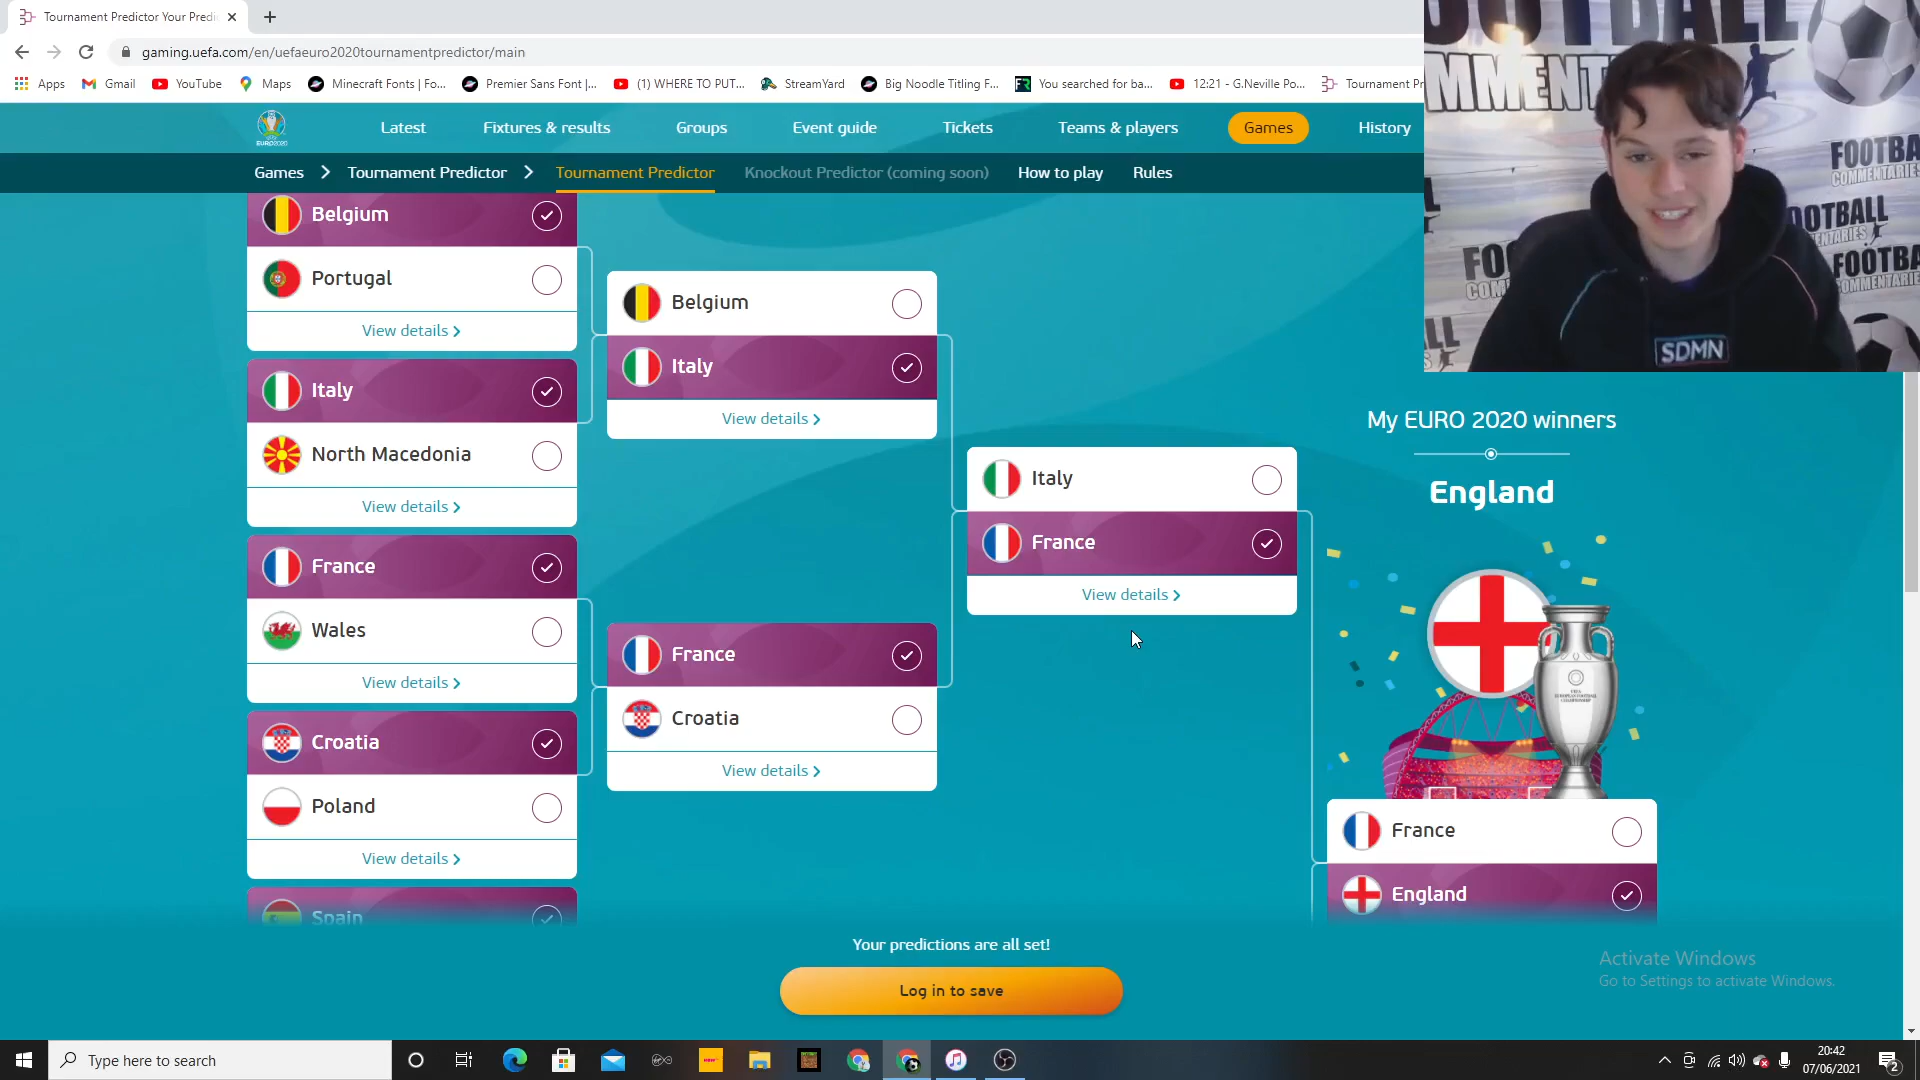 Tournament Predictor Your Predi
gaming.uefa.com/en/uefaeuro2020tournamentpredictor/main
Apps Gmail YouTube Maps Minecraft Fonts | Fo... Premier Sans Font |... (1) WHERE TO PUT... StreamYard Big Noodle Titling F... You searched for ba... 12:21 - G.Neville Po... Tournament Pr
EURO2020
Latest Fixtures & results Groups Event guide Tickets Teams & players Games History
Games Tournament Predictor Tournament Predictor Knockout Predictor (coming soon) How to play Rules
FOOTBALL
COMMENTARIES
FOOTBALL
SDMN
Belgium
Portugal
View details
Italy
North Macedonia
View details
France
Wales
View details
Croatia
Poland
View details
Spain
Belgium
Italy
View details
France
Croatia
View details
Italy
France
View details
My EURO 2020 winners
England
France
England
Your predictions are all set!
Log in to save
Activate Windows
Go to Settings to activate Windows.
Type here to search
20:42
07/06/2021
2